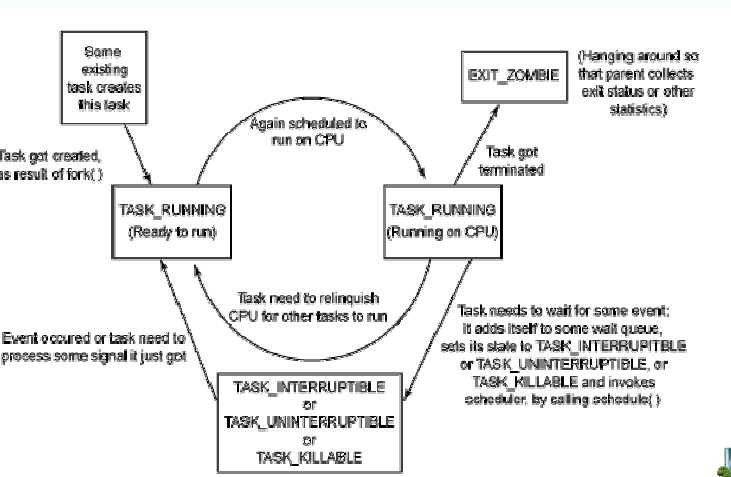 Some
existing
task creates
this task
EXIT_ZOMBIE
(Hanging around so
that parent collects
exit status or other
statistics)
Again scheduled to
run on CPU
Task got created,
as result of fork( )
Task got
terminated
TASK_RUNNING
(Ready to run)
TASK_RUNNING
(Running on CPU)
Task need to relinquish
CPU for other tasks to run
Event occured or task need to
process some signal it just got
Task needs to wait for some event;
it adds itself to some wait queue,
sets its state to TASK_INTERRUPITBLE
or TASK_UNINTERRUPTIBLE, or
TASK_KILLABLE and invokes
scheduler, by calling schedule( )
TASK_INTERRUPTIBLE
or
TASK_UNINTERRUPTIBLE
or
TASK_KILLABLE